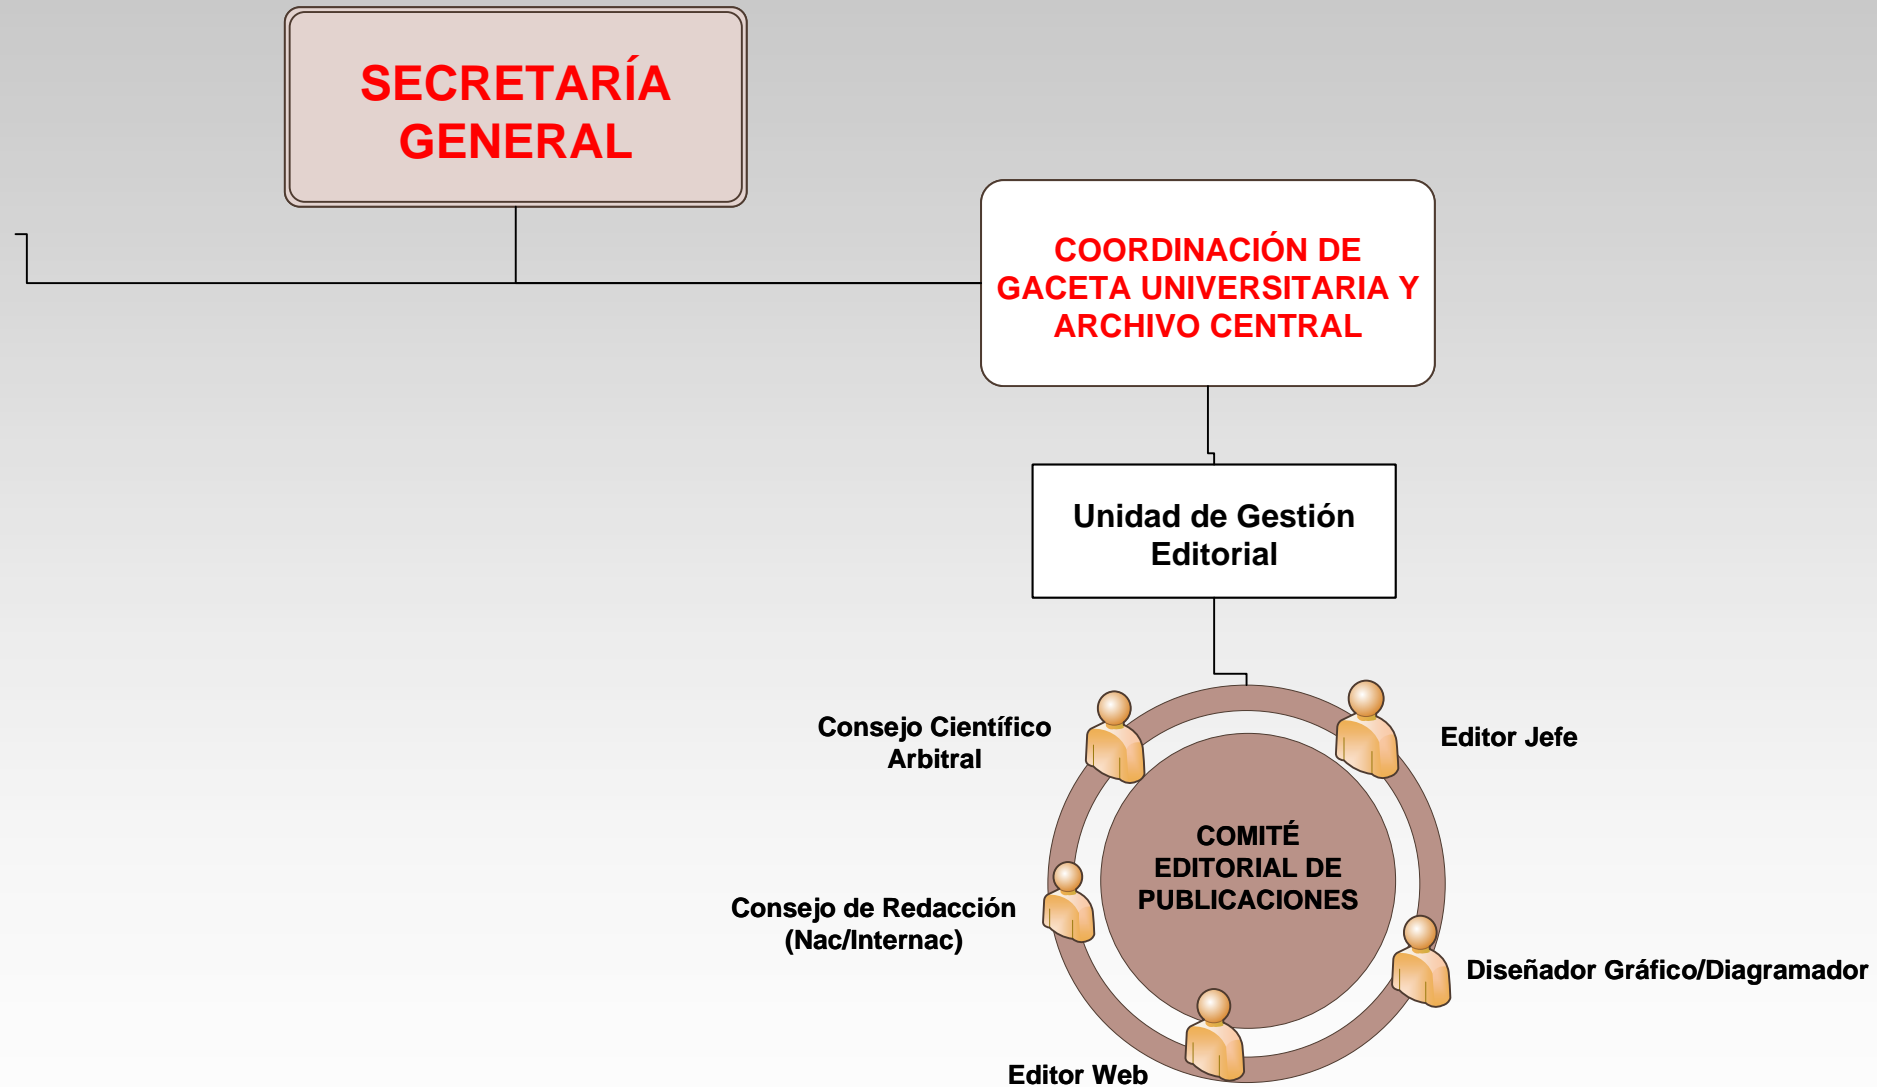 SECRETARÍA
GENERAL
COORDINACIÓN DE
GACETA UNIVERSITARIA Y
ARCHIVO CENTRAL
Unidad de Gestión
Editorial
Consejo Científico
Arbitral
Editor Jefe
COMITÉ
EDITORIAL DE
PUBLICACIONES
Consejo de Redacción
(Nac/Internac)
Diseñador Gráfico/Diagramador
Editor Web